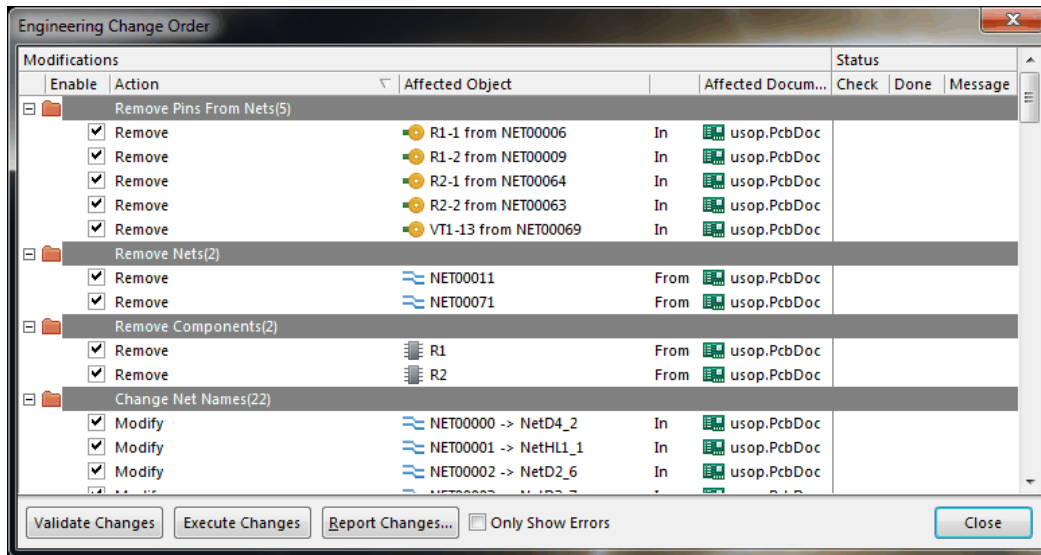 Engineering Change Order
Modifications Status
Enable Action Affected Object Affected Docum... Check Done Message
Remove Pins From Nets(5)
Remove R1-1 from NET00006 In usop.PcbDoc
Remove R1-2 from NET00009 In usop.PcbDoc
Remove R2-1 from NET00064 In usop.PcbDoc
Remove R2-2 from NET00063 In usop.PcbDoc
Remove VT1-13 from NET00069 In usop.PcbDoc
Remove Nets(2)
Remove NET00011 From usop.PcbDoc
Remove NET00071 From usop.PcbDoc
Remove Components(2)
Remove R1 From usop.PcbDoc
Remove R2 From usop.PcbDoc
Change Net Names(22)
Modify NET00000 -> NetD4_2 In usop.PcbDoc
Modify NET00001 -> NetHL1_1 In usop.PcbDoc
Modify NET00002 -> NetD2_6 In usop.PcbDoc
Validate Changes Execute Changes Report Changes... Only Show Errors Close